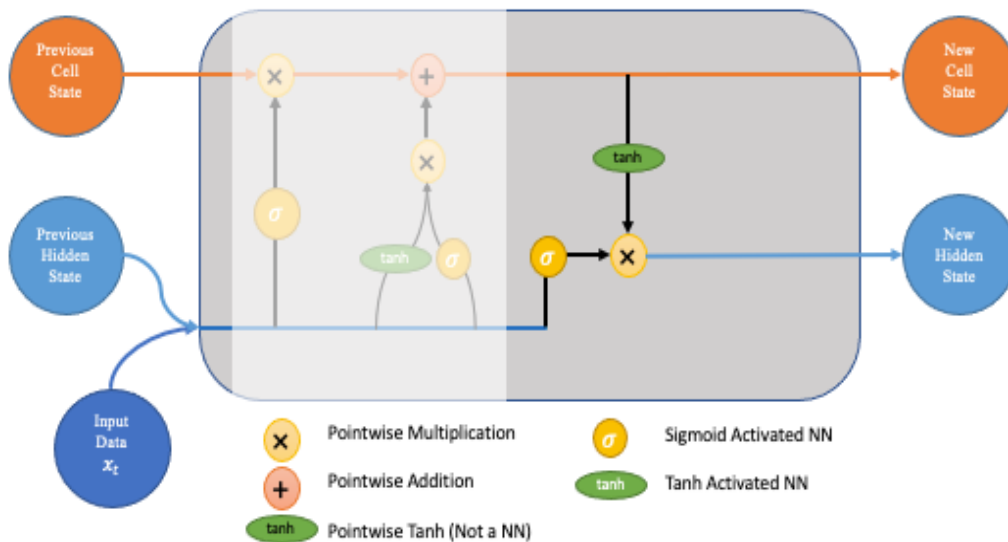 Previous
Cell
State
New
Cell
State
×
+
tanh
×
σ
Previous
Hidden
State
tanh
σ
σ
×
New
Hidden
State
Input
Data
x_t
× Pointwise Multiplication
σ Sigmoid Activated NN
+ Pointwise Addition
tanh Tanh Activated NN
tanh Pointwise Tanh (Not a NN)